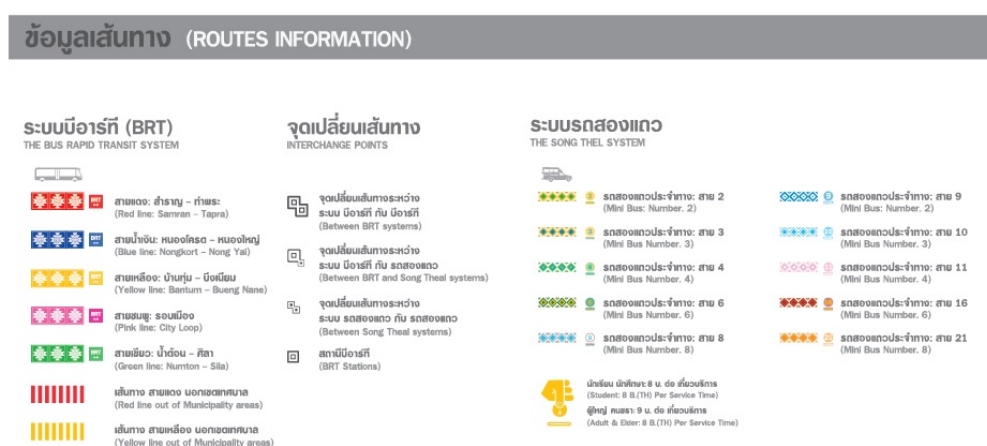 ข้อมูลเส้นทาง (ROUTES INFORMATION)
ระบบบีอาร์ที (BRT)
THE BUS RAPID TRANSIT SYSTEM
BRT สายแดง: สำราญ – ท่าพระ
(Red line: Samran – Tapra)
BRT สายน้ำเงิน: หนองโครต – หนองใหญ่
(Blue line: Nongkort – Nong Yai)
BRT สายเหลือง: บ้านทุ่ม – บึงเนียม
(Yellow line: Bantum – Bueng Nane)
BRT สายชมพู: รอบเมือง
(Pink line: City Loop)
BRT สายเขียว: น้ำต้อน – ศิลา
(Green line: Numton – Sila)
เส้นทาง สายแดง นอกเขตเทศบาล
(Red line out of Municipality areas)
เส้นทาง สายเหลือง นอกเขตเทศบาล
(Yellow line out of Municipality areas)
จุดเปลี่ยนเส้นทาง
INTERCHANGE POINTS
จุดเปลี่ยนเส้นทางระหว่าง
ระบบ บีอาร์ที กับ บีอาร์ที
(Between BRT systems)
จุดเปลี่ยนเส้นทางระหว่าง
ระบบ บีอาร์ที กับ รถสองแถว
(Between BRT and Song Theal systems)
จุดเปลี่ยนเส้นทางระหว่าง
ระบบ รถสองแถว กับ รถสองแถว
(Between Song Theal systems)
สถานีบีอาร์ที
(BRT Stations)
ระบบรถสองแถว
THE SONG THEL SYSTEM
รถสองแถวประจำทาง: สาย 2
(Mini Bus: Number. 2)
รถสองแถวประจำทาง: สาย 3
(Mini Bus Number. 3)
รถสองแถวประจำทาง: สาย 4
(Mini Bus Number. 4)
รถสองแถวประจำทาง: สาย 6
(Mini Bus Number. 6)
รถสองแถวประจำทาง: สาย 8
(Mini Bus Number. 8)
รถสองแถวประจำทาง: สาย 9
(Mini Bus: Number. 2)
รถสองแถวประจำทาง: สาย 10
(Mini Bus Number. 3)
รถสองแถวประจำทาง: สาย 11
(Mini Bus Number. 4)
รถสองแถวประจำทาง: สาย 16
(Mini Bus Number. 6)
รถสองแถวประจำทาง: สาย 21
(Mini Bus Number. 8)
นักเรียน นักศึกษา: 8 บ. ต่อ เที่ยวบริการ
(Student: 8 B.(TH) Per Service Time)
ผู้ใหญ่ คนชรา: 9 บ. ต่อ เที่ยวบริการ
(Adult & Elder: 8 B.(TH) Per Service Time)